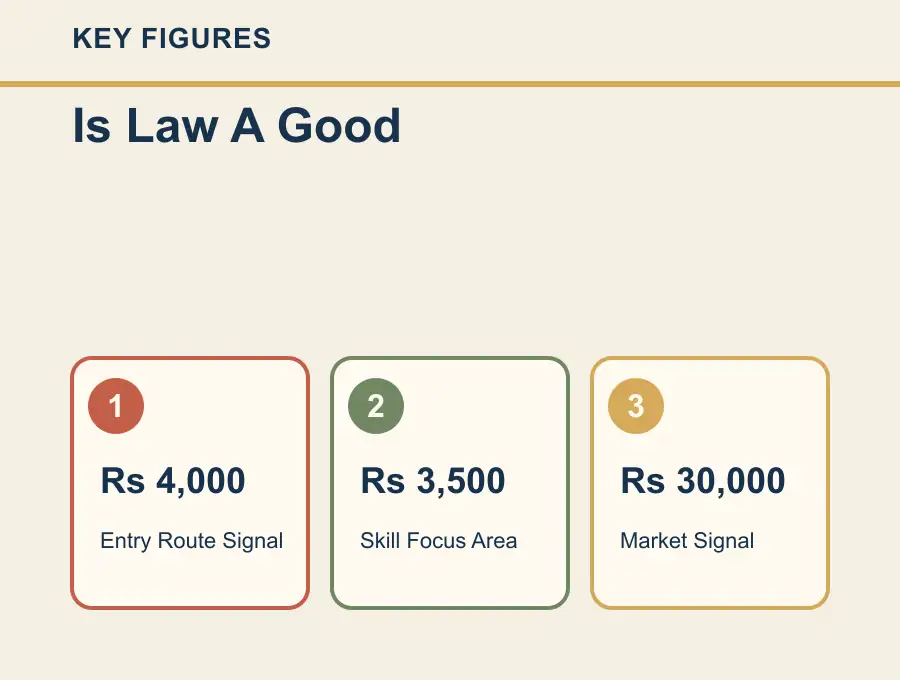 KEY FIGURES
Is Law A Good
1
2
3
Rs 4,000
Rs 3,500
Rs 30,000
Entry Route Signal
Skill Focus Area
Market Signal